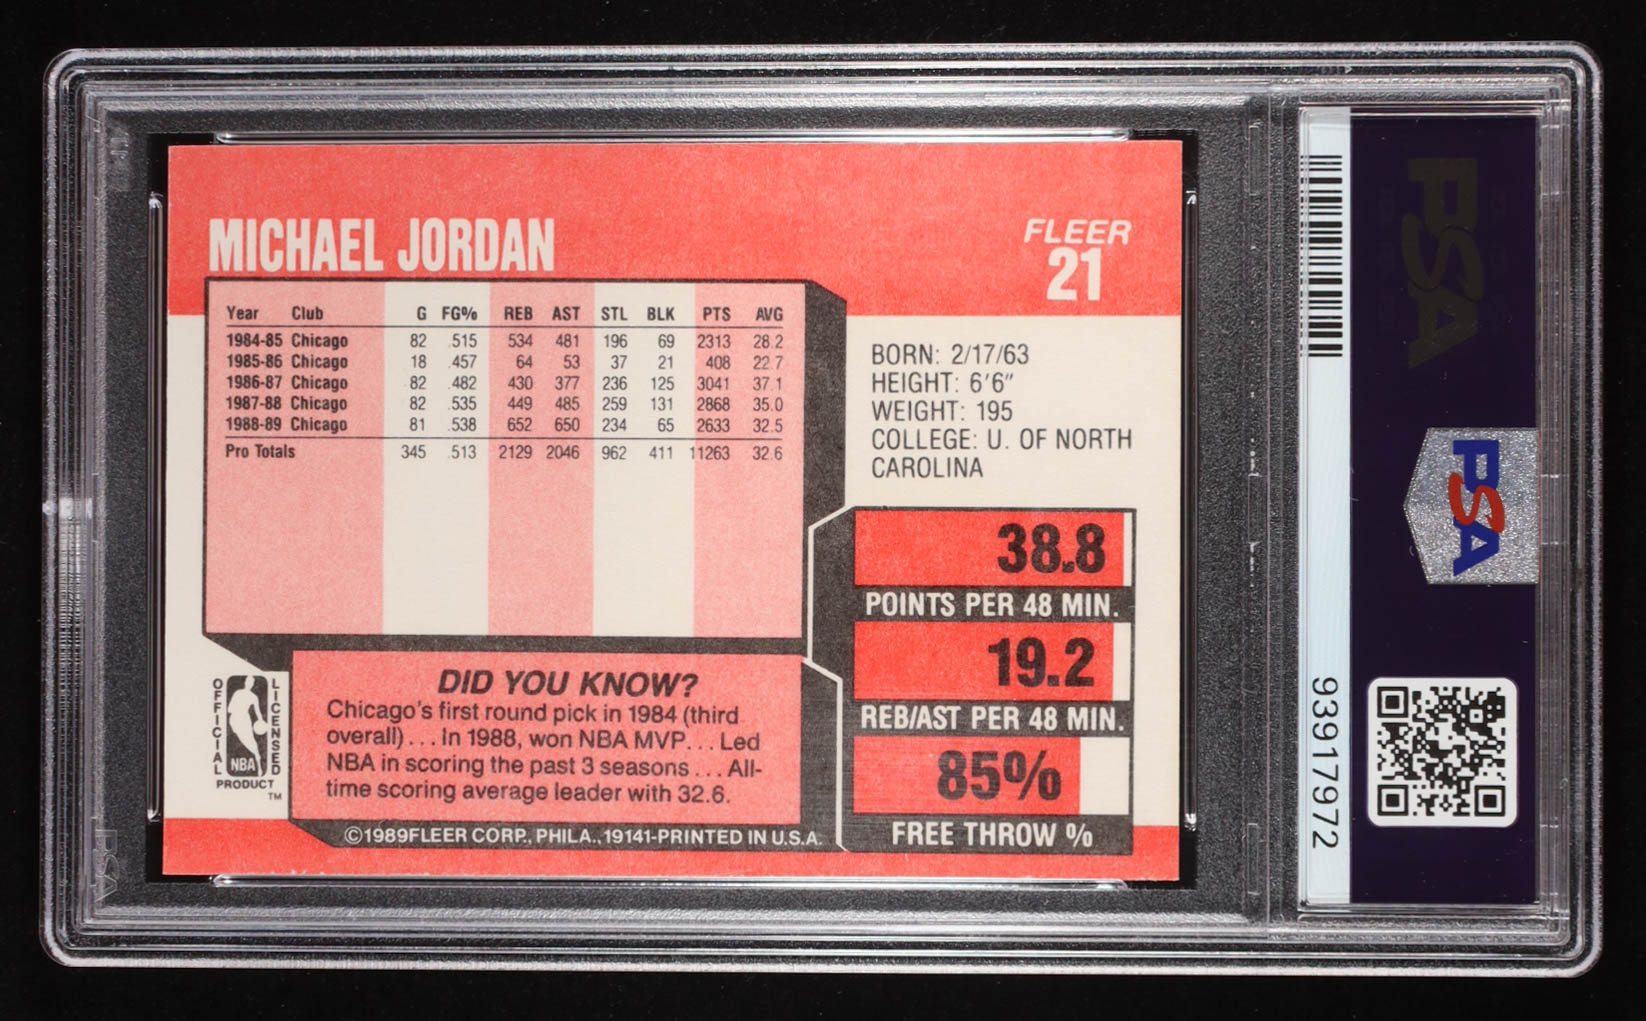 MICHAEL JORDAN
FLEER
21
Year Club G FG% REB AST STL BLK PTS AVG
1984-85 Chicago 82 .515 534 481 196 69 2313 28.2
1985-86 Chicago 18 .457 64 53 37 21 408 22.7
1986-87 Chicago 82 .482 430 377 236 125 3041 37.1
1987-88 Chicago 82 .535 449 485 259 131 2868 35.0
1988-89 Chicago 81 .538 652 650 234 65 2633 32.5
Pro Totals 345 .513 2129 2046 962 411 11263 32.6
BORN: 2/17/63
HEIGHT: 6'6"
WEIGHT: 195
COLLEGE: U. OF NORTH
CAROLINA
38.8
POINTS PER 48 MIN.
19.2
REB/AST PER 48 MIN.
85%
FREE THROW %
OFFICIAL
LICENSED
NBA
PRODUCT
TM
DID YOU KNOW?
Chicago's first round pick in 1984 (third
overall)... In 1988, won NBA MVP... Led
NBA in scoring the past 3 seasons... All-
time scoring average leader with 32.6.
©1989FLEER CORP., PHILA., 19141-PRINTED IN U.S.A.
PSA
PSA
93917972
PSA